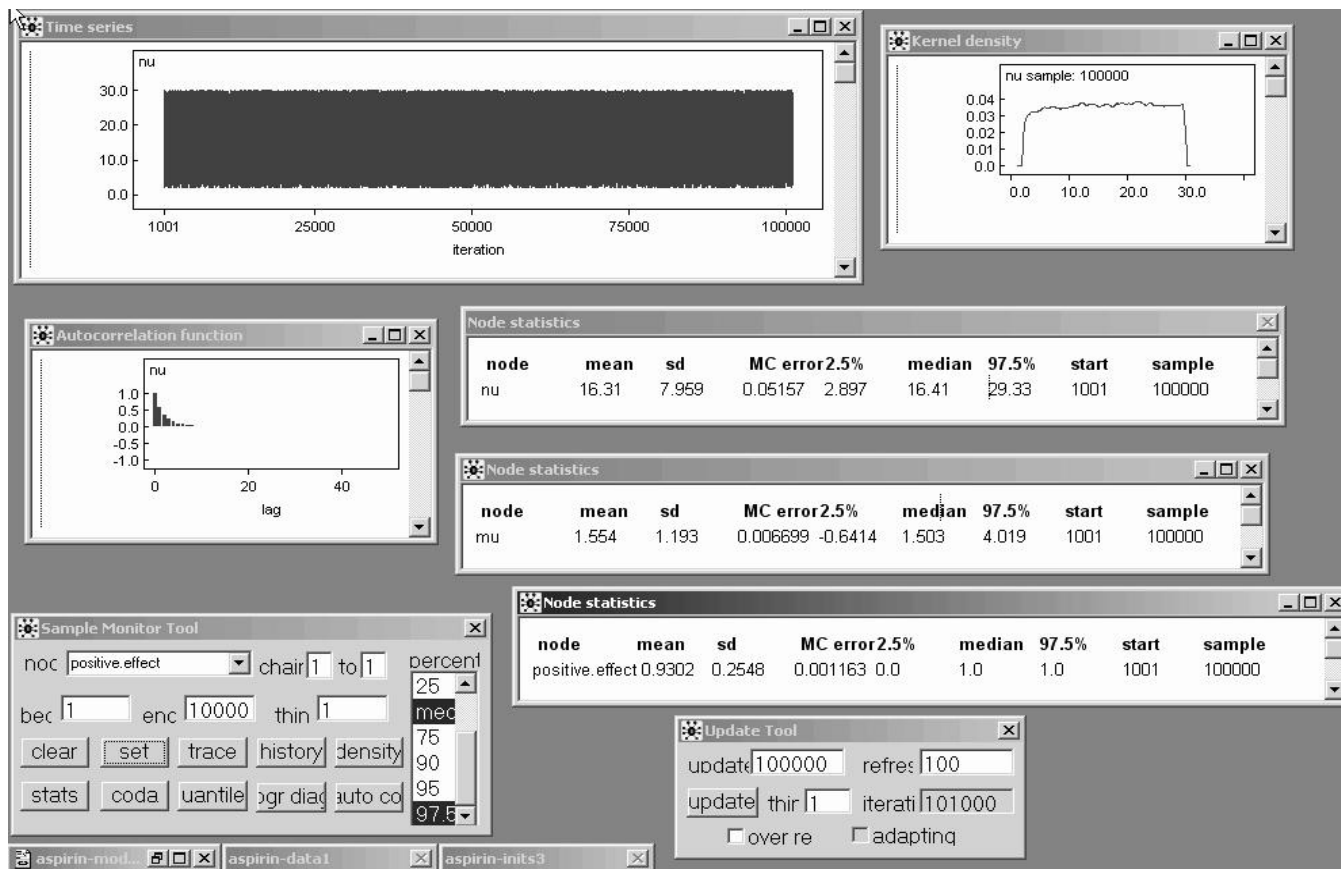 Time series
nu
30.0
20.0
10.0
0.0
1001 25000 50000 75000 100000
iteration
Kernel density
nu sample: 100000
0.04
0.03
0.02
0.01
0.0
0.0 10.0 20.0 30.0
Autocorrelation function
nu
1.0
0.5
0.0
-0.5
-1.0
0 20 40
lag
Node statistics
node mean sd MC error 2.5% median 97.5% start sample
nu 16.31 7.959 0.05157 2.897 16.41 29.33 1001 100000
Node statistics
node mean sd MC error 2.5% median 97.5% start sample
mu 1.554 1.193 0.006699 -0.6414 1.503 4.019 1001 100000
Node statistics
node mean sd MC error 2.5% median 97.5% start sample
positive.effect 0.9302 0.2548 0.001163 0.0 1.0 1.0 1001 100000
Sample Monitor Tool
noc positive.effect chair 1 to 1 percent
bec 1 enc 10000 thin 1
25
med
75
90
95
97.5
clear set trace history density
stats coda uantile ogr diag auto co
Update Tool
update 100000 refres 100
update thir 1 iterati 101000
over re adapting
aspirin-mod...
aspirin-data1
aspirin-inits3